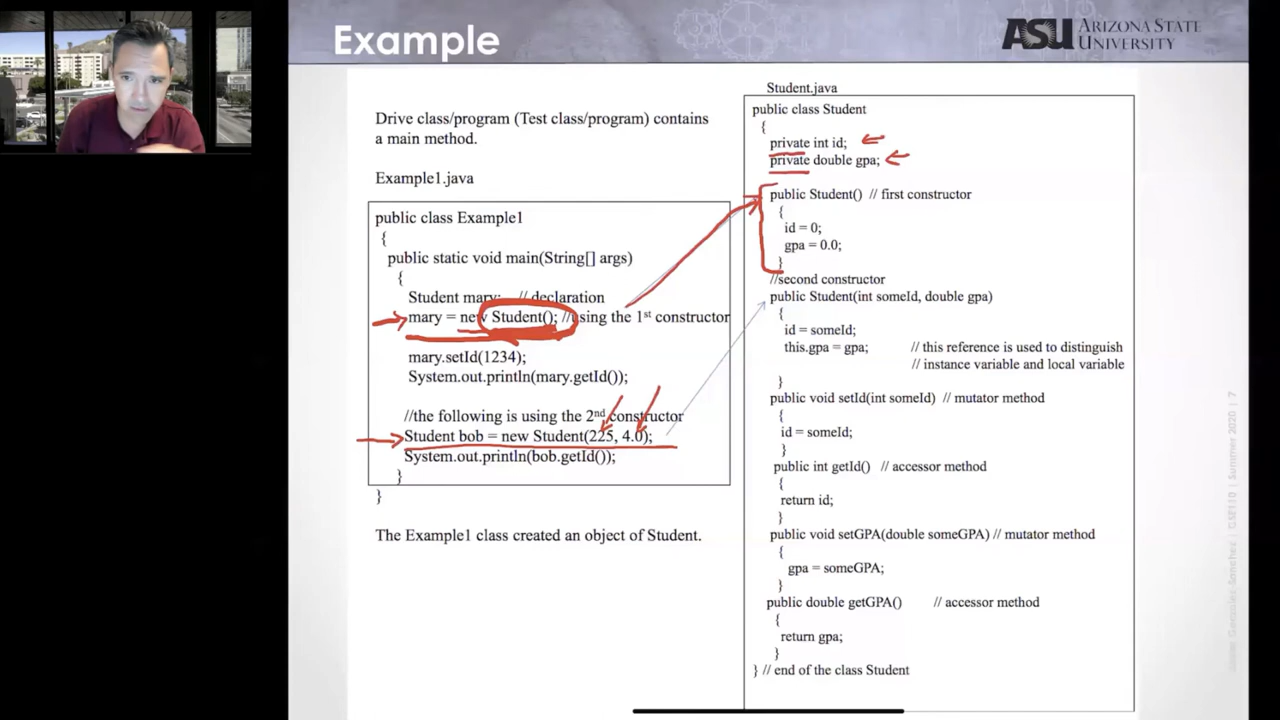 Example
ASU ARIZONA STATE
UNIVERSITY
Drive class/program (Test class/program) contains
a main method.
Example1.java
public class Example1
{
public static void main(String[] args)
{
Student mary; // declaration
mary = new Student(); //using the 1st constructor
mary.setId(1234);
System.out.println(mary.getId());
//the following is using the 2nd constructor
Student bob = new Student(225, 4.0);
System.out.println(bob.getId());
}
}
The Example1 class created an object of Student.
Student.java
public class Student
{
private int id;
private double gpa;
public Student() // first constructor
{
id = 0;
gpa = 0.0;
}
//second constructor
public Student(int someId, double gpa)
{
id = someId;
this.gpa = gpa; // this reference is used to distinguish
// instance variable and local variable
}
public void setId(int someId) // mutator method
{
id = someId;
}
public int getId() // accessor method
{
return id;
}
public void setGPA(double someGPA) // mutator method
{
gpa = someGPA;
}
public double getGPA() // accessor method
{
return gpa;
}
} // end of the class Student
Javier Gonzalez-Sanchez | CSE110 | Summer 2020 | 7